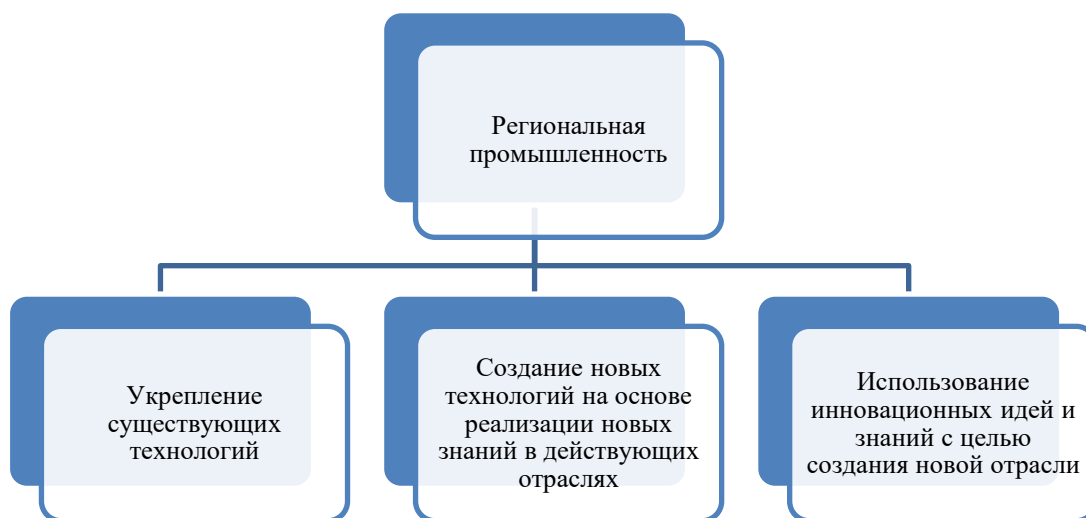 Региональная
промышленность
Укрепление
существующих
технологий
Создание новых
технологий на основе
реализации новых
знаний в действующих
отраслях
Использование
инновационных идей и
знаний с целью
создания новой отрасли